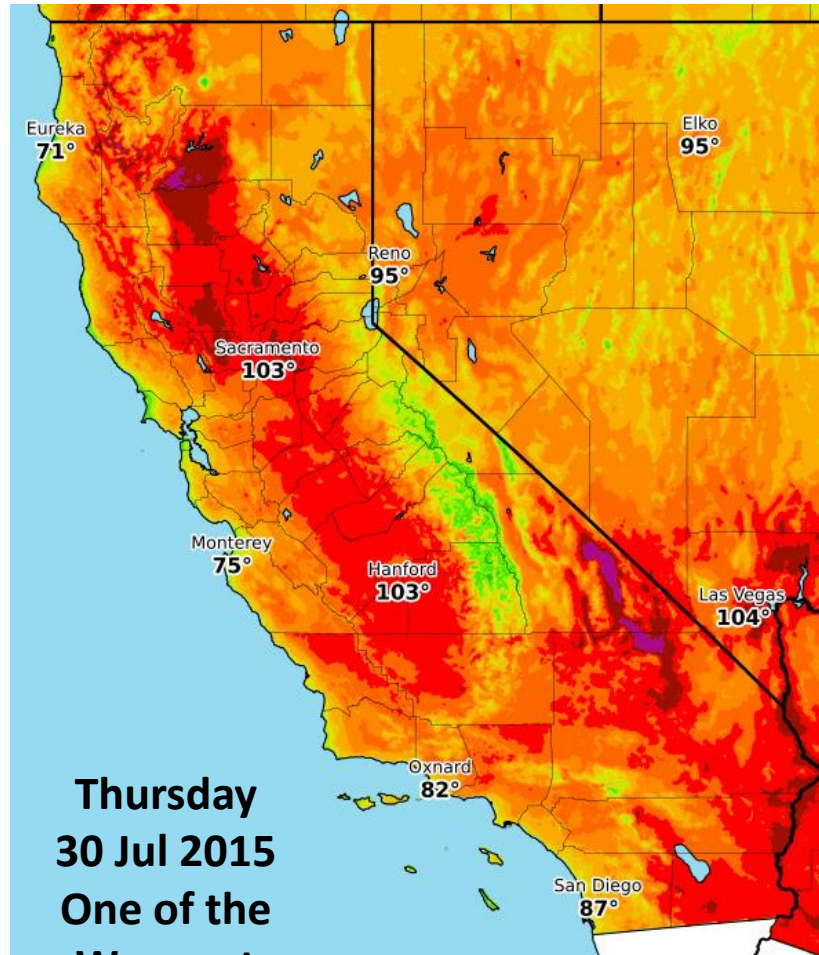 Eureka
71°
Elko
95°
Reno
95°
Sacramento
103°
Monterey
75°
Hanford
103°
Las Vegas
104°
Oxnard
82°
San Diego
87°
Thursday
30 Jul 2015
One of the